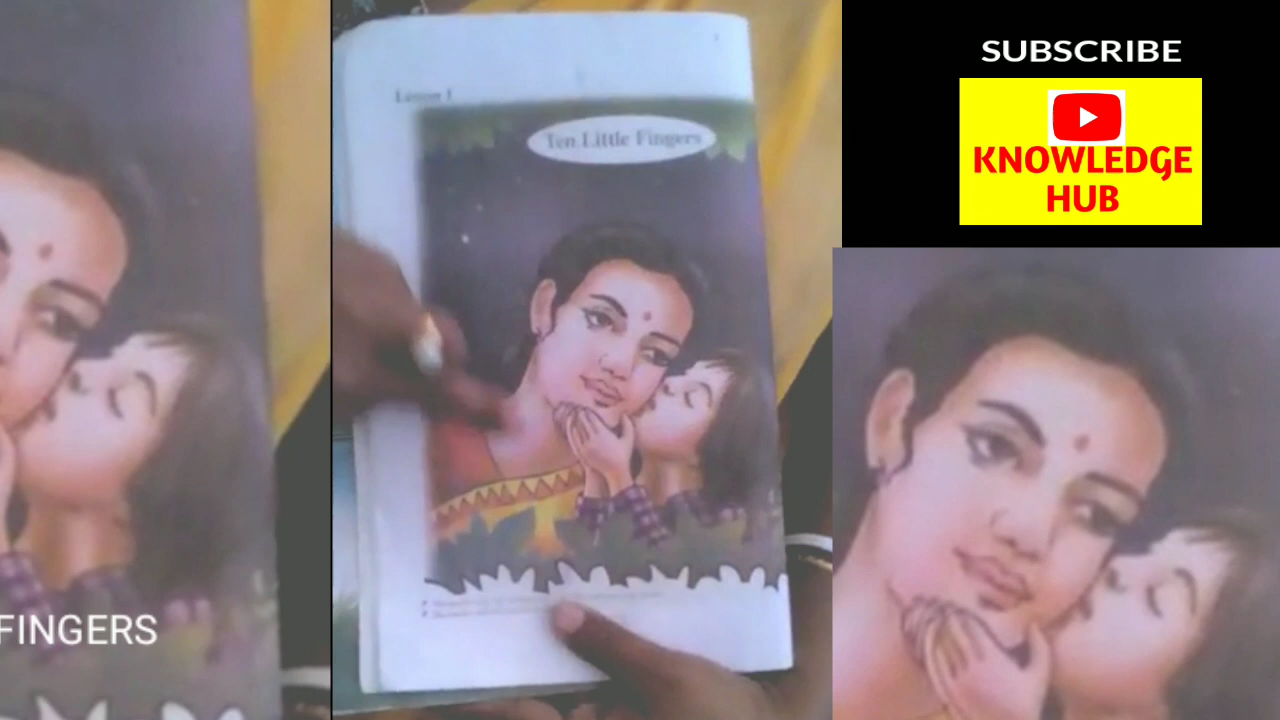 FINGERS
Lesson 1
Ten Little Fingers
SUBSCRIBE
KNOWLEDGE
HUB